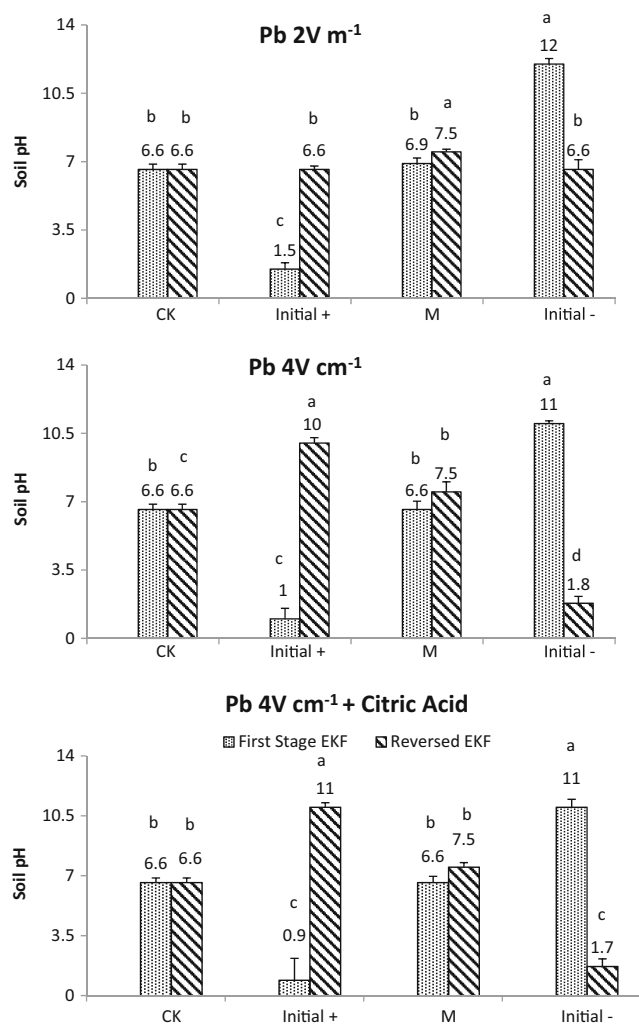 Pb 2V m⁻¹
Soil pH
14
10.5
7
3.5
0
b b b b a a b
c
6.6 6.6 1.5 6.6 6.9 7.5 12 6.6
CK Initial + M Initial -
Pb 4V cm⁻¹
Soil pH
14
10.5
7
3.5
0
b c c a b b a d
6.6 6.6 1 10 6.6 7.5 11 1.8
CK Initial + M Initial -
Pb 4V cm⁻¹ + Citric Acid
First Stage EKF Reversed EKF
Soil pH
14
10.5
7
3.5
0
b b c a b b a c
6.6 6.6 0.9 11 6.6 7.5 11 1.7
CK Initial + M Initial -